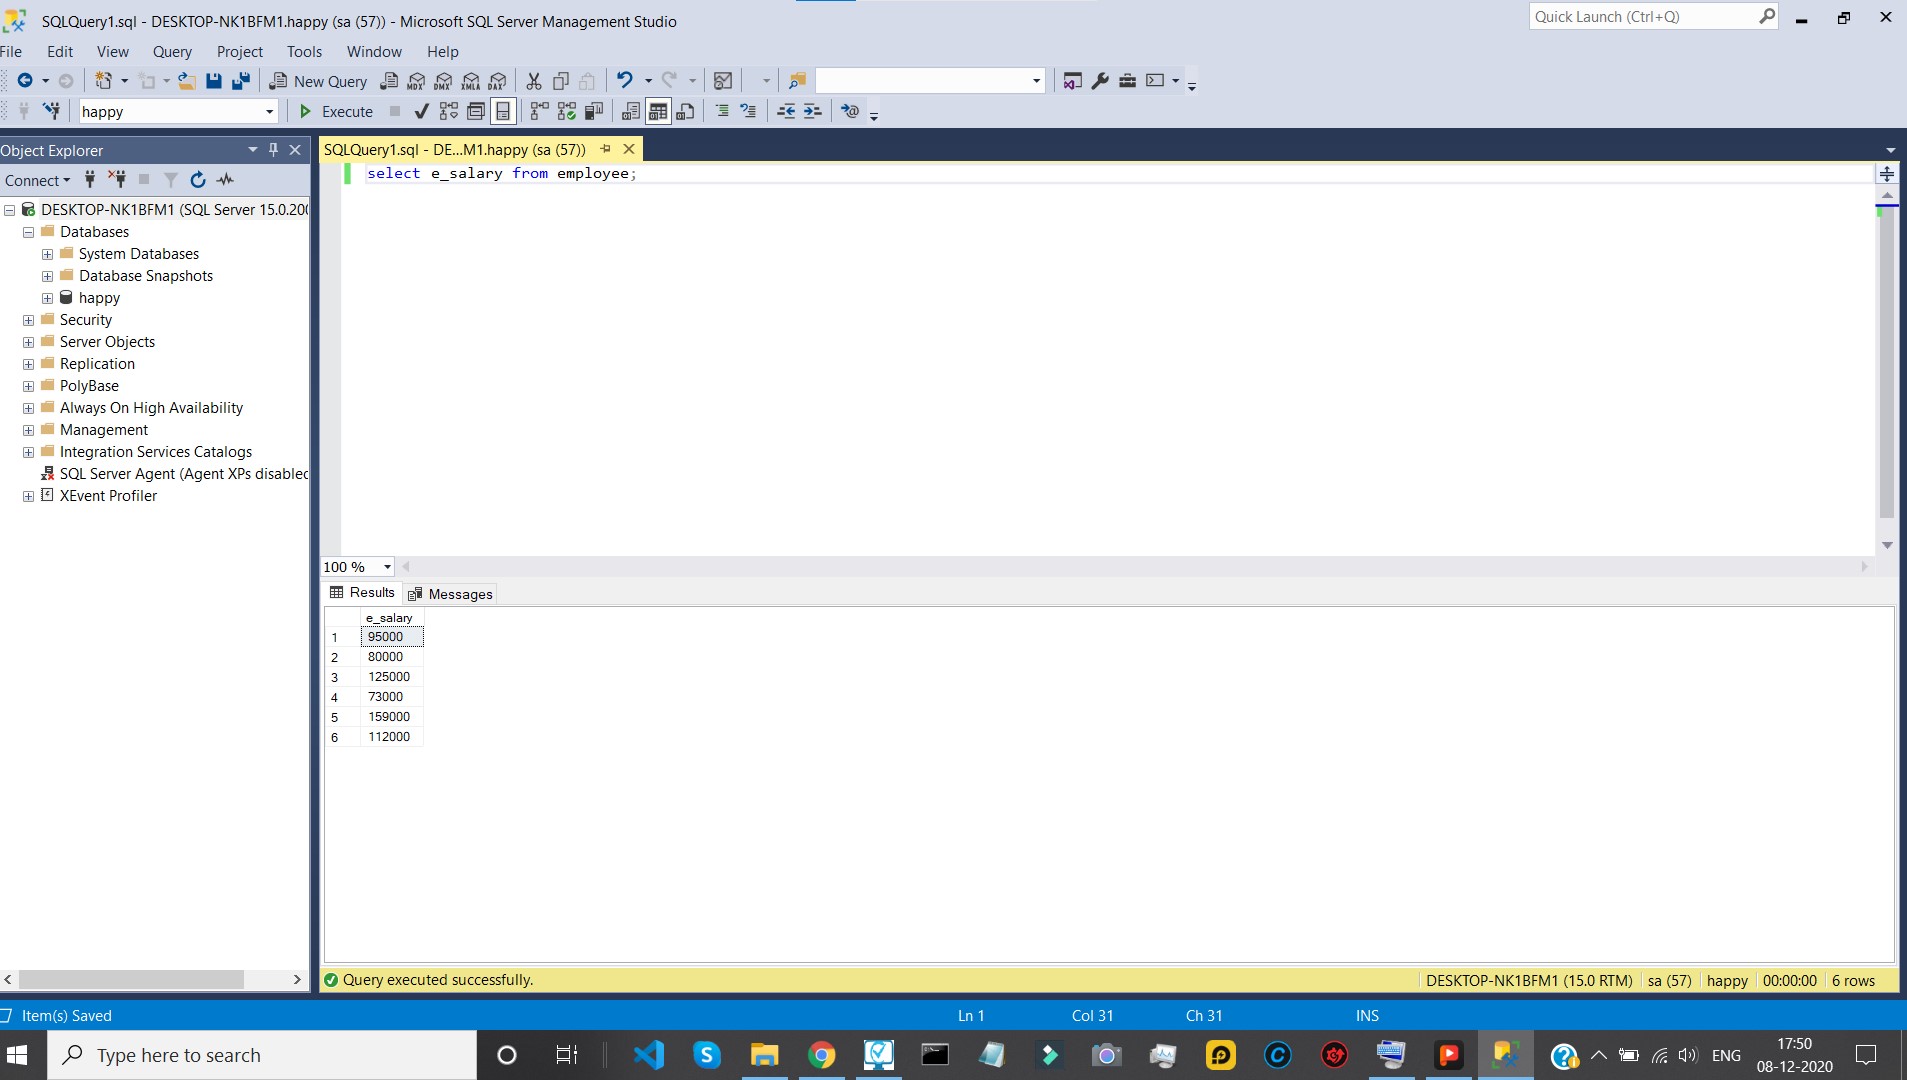 SQLQuery1.sql - DESKTOP-NK1BFM1.happy (sa (57)) - Microsoft SQL Server Management Studio
Quick Launch (Ctrl+Q)
File Edit View Query Project Tools Window Help
New Query MDX DMX XMLA DAX
happy Execute
Object Explorer
SQLQuery1.sql - DE...M1.happy (sa (57))
Connect
select e_salary from employee;
DESKTOP-NK1BFM1 (SQL Server 15.0.200
Databases
System Databases
Database Snapshots
happy
Security
Server Objects
Replication
PolyBase
Always On High Availability
Management
Integration Services Catalogs
SQL Server Agent (Agent XPs disabled
XEvent Profiler
100 %
Results Messages
e_salary
1 95000
2 80000
3 125000
4 73000
5 159000
6 112000
Query executed successfully. DESKTOP-NK1BFM1 (15.0 RTM) sa (57) happy 00:00:00 6 rows
Item(s) Saved Ln 1 Col 31 Ch 31 INS
Type here to search
ENG
17:50
08-12-2020